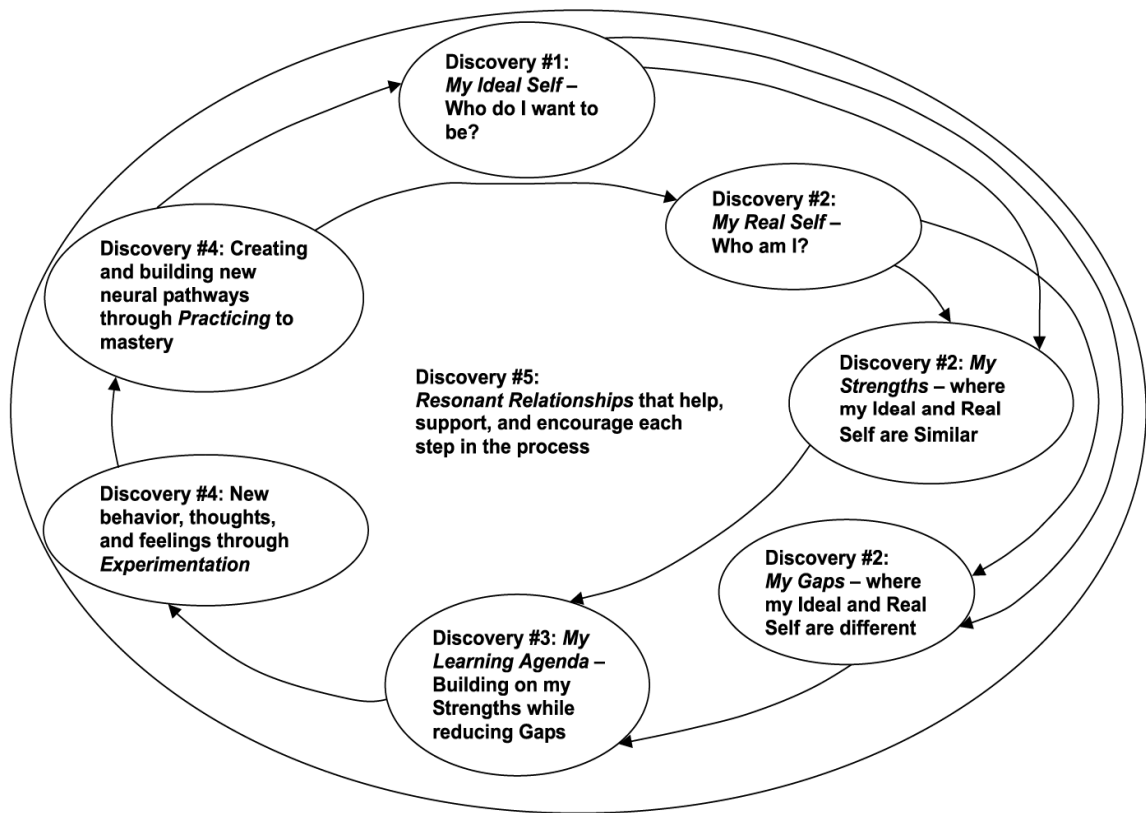 Discovery #1:
My Ideal Self –
Who do I want to
be?
Discovery #2:
My Real Self –
Who am I?
Discovery #2: My
Strengths – where
my Ideal and Real
Self are Similar
Discovery #2:
My Gaps – where
my Ideal and Real
Self are different
Discovery #3: My
Learning Agenda –
Building on my
Strengths while
reducing Gaps
Discovery #4: New
behavior, thoughts,
and feelings through
Experimentation
Discovery #4: Creating
and building new
neural pathways
through Practicing to
mastery
Discovery #5:
Resonant Relationships that help,
support, and encourage each
step in the process